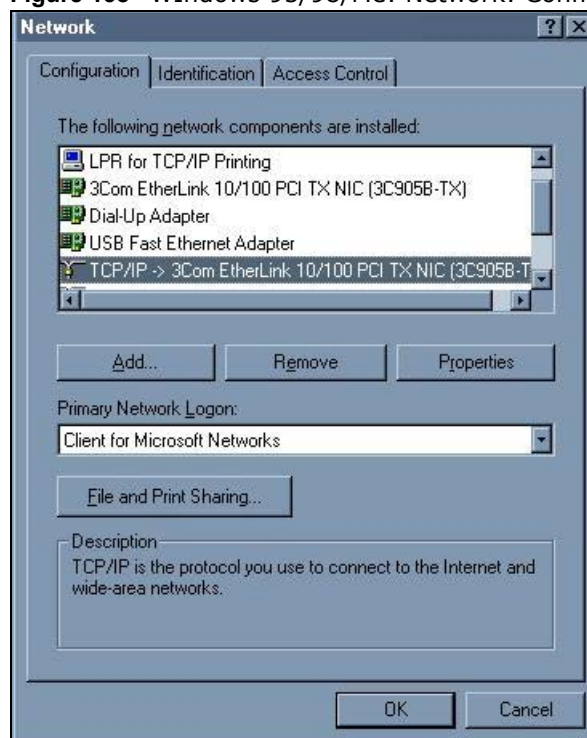 Network
Configuration Identification Access Control
The following network components are installed:
LPR for TCP/IP Printing
3Com EtherLink 10/100 PCI TX NIC (3C905B-TX)
Dial-Up Adapter
USB Fast Ethernet Adapter
TCP/IP -> 3Com EtherLink 10/100 PCI TX NIC (3C905B-T
Add... Remove Properties
Primary Network Logon:
Client for Microsoft Networks
File and Print Sharing...
Description
TCP/IP is the protocol you use to connect to the Internet and
wide-area networks.
OK Cancel